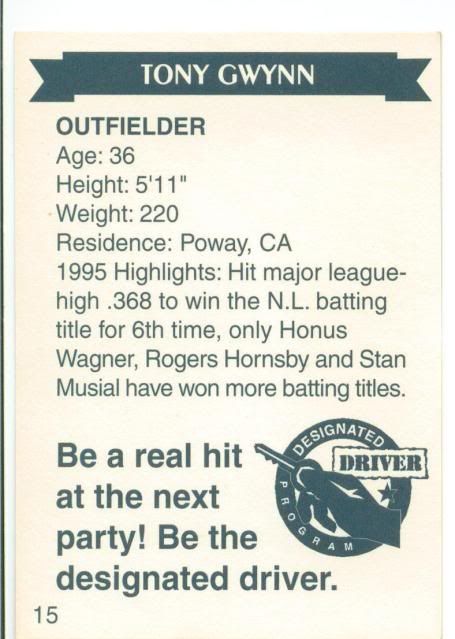 TONY GWYNN
OUTFIELDER
Age: 36
Height: 5'11"
Weight: 220
Residence: Poway, CA
1995 Highlights: Hit major league-
high .368 to win the N.L. batting
title for 6th time, only Honus
Wagner, Rogers Hornsby and Stan
Musial have won more batting titles.
Be a real hit
at the next
party! Be the
designated driver.
DESIGNATED
DRIVER
PROGRAM
15